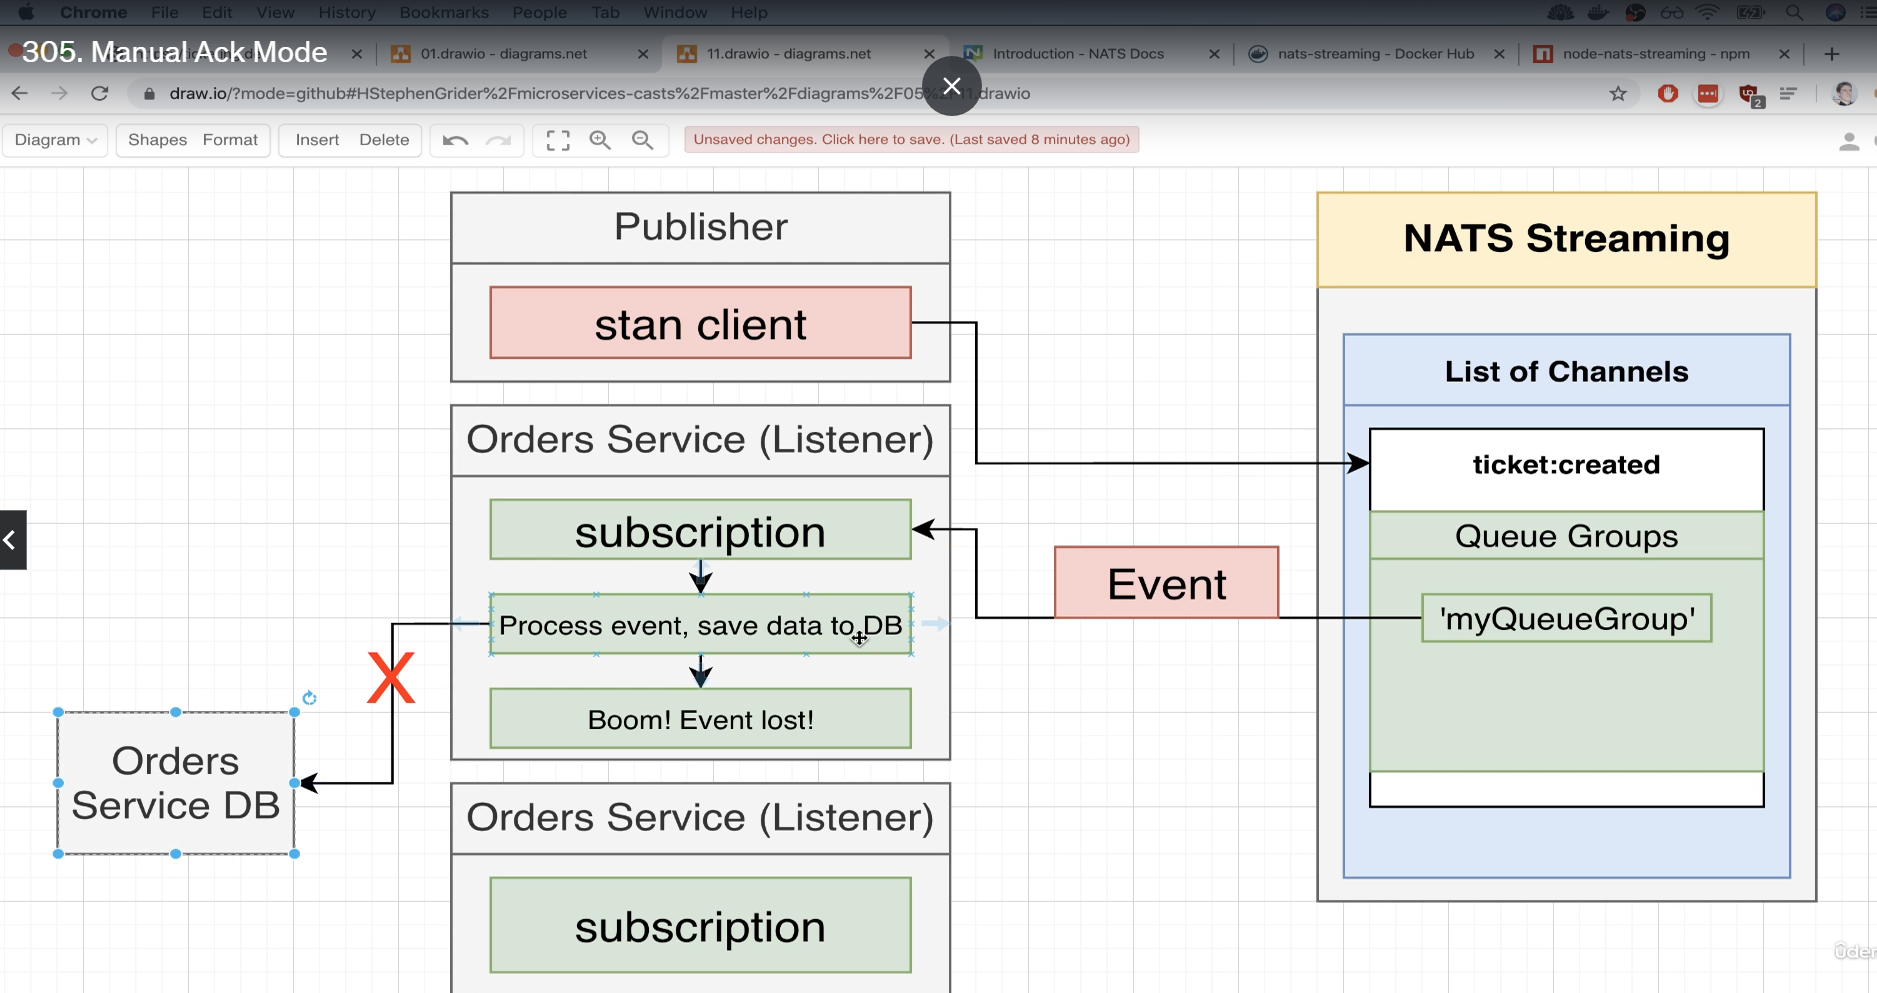 Chrome File Edit View History Bookmarks People Tab Window Help
305. Manual Ack Mode
01.drawio - diagrams.net
11.drawio - diagrams.net
Introduction - NATS Docs
nats-streaming - Docker Hub
node-nats-streaming - npm
draw.io/?mode=github#HStephenGrider%2Fmicroservices-casts%2Fmaster%2Fdiagrams%2F05%2F11.drawio
2
Diagram Shapes Format Insert Delete
Unsaved changes. Click here to save. (Last saved 8 minutes ago)
Publisher
stan client
NATS Streaming
List of Channels
ticket:created
Queue Groups
'myQueueGroup'
Event
Orders Service (Listener)
subscription
Process event, save data to DB
Boom! Event lost!
X
Orders
Service DB
Orders Service (Listener)
subscription